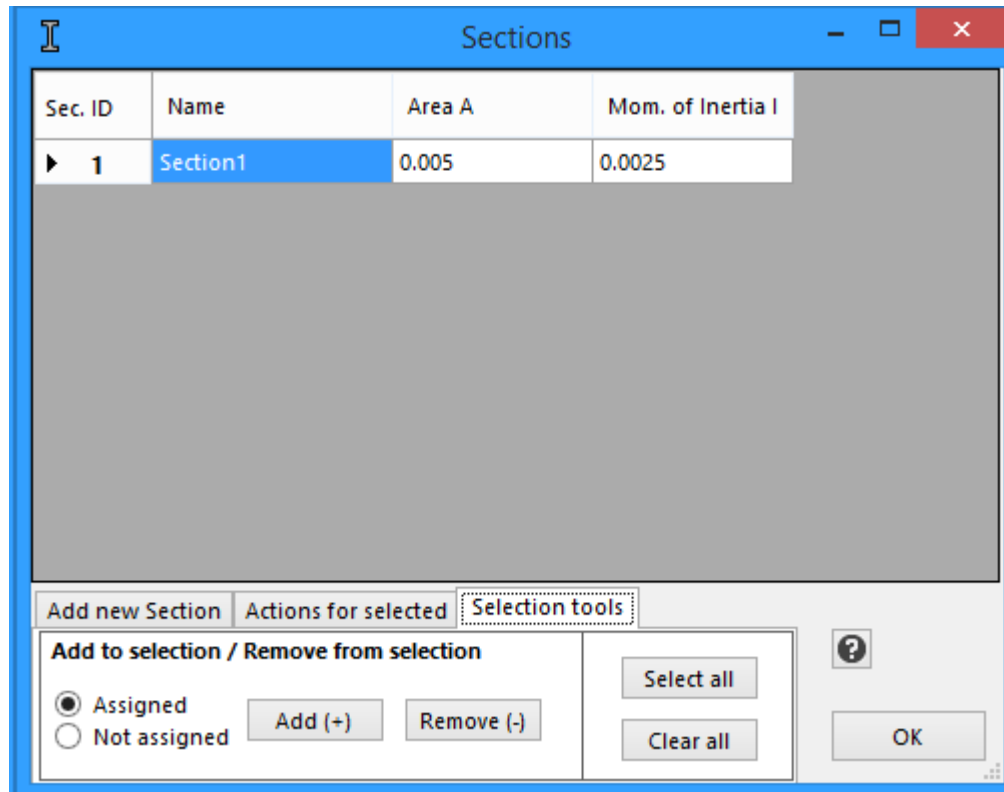 Sections
Sec. ID Name Area A Mom. of Inertia I
1 Section1 0.005 0.0025
Add new Section Actions for selected Selection tools
Add to selection / Remove from selection
Assigned
Not assigned
Add (+) Remove (-)
Select all
Clear all
?
OK